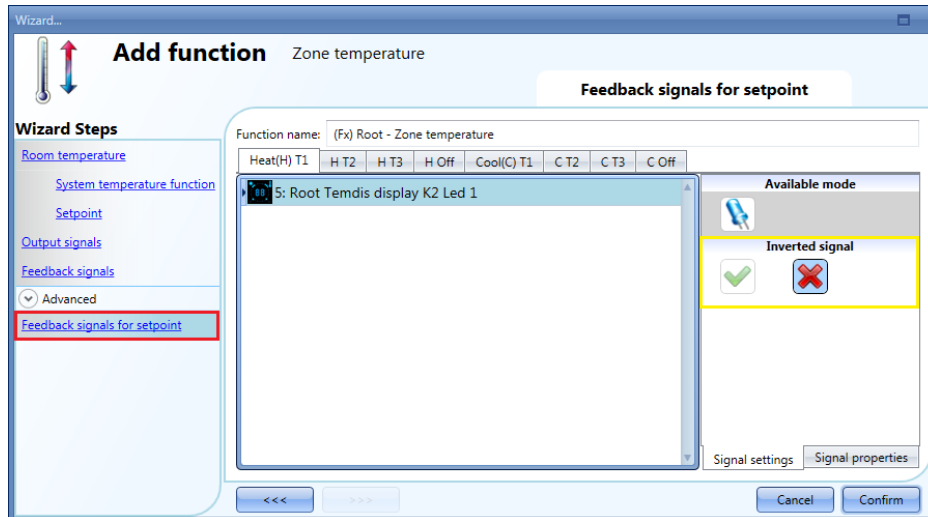 Wizard...
Add function Zone temperature
Feedback signals for setpoint
Wizard Steps
Room temperature
System temperature function
Setpoint
Output signals
Feedback signals
Advanced
Feedback signals for setpoint
Function name: (Fx) Root - Zone temperature
Heat(H) T1 H T2 H T3 H Off Cool(C) T1 C T2 C T3 C Off
5: Root Temdis display K2 Led 1
Available mode
Inverted signal
Signal settings Signal properties
<<< >>> Cancel Confirm